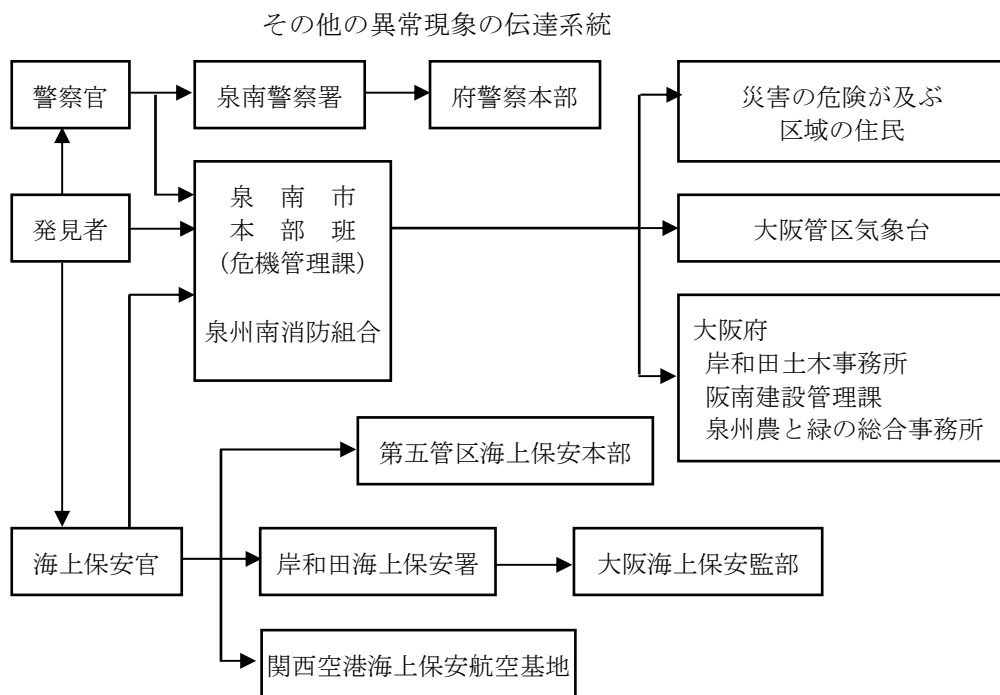 その他の異常現象の伝達系統
警察官
泉南警察署
府警察本部
災害の危険が及ぶ
区域の住民
発見者
泉　南　市
本　部　班
（危機管理課）
泉州南消防組合
大阪管区気象台
大阪府
岸和田土木事務所
阪南建設管理課
泉州農と緑の総合事務所
第五管区海上保安本部
海上保安官
岸和田海上保安署
大阪海上保安監部
関西空港海上保安航空基地